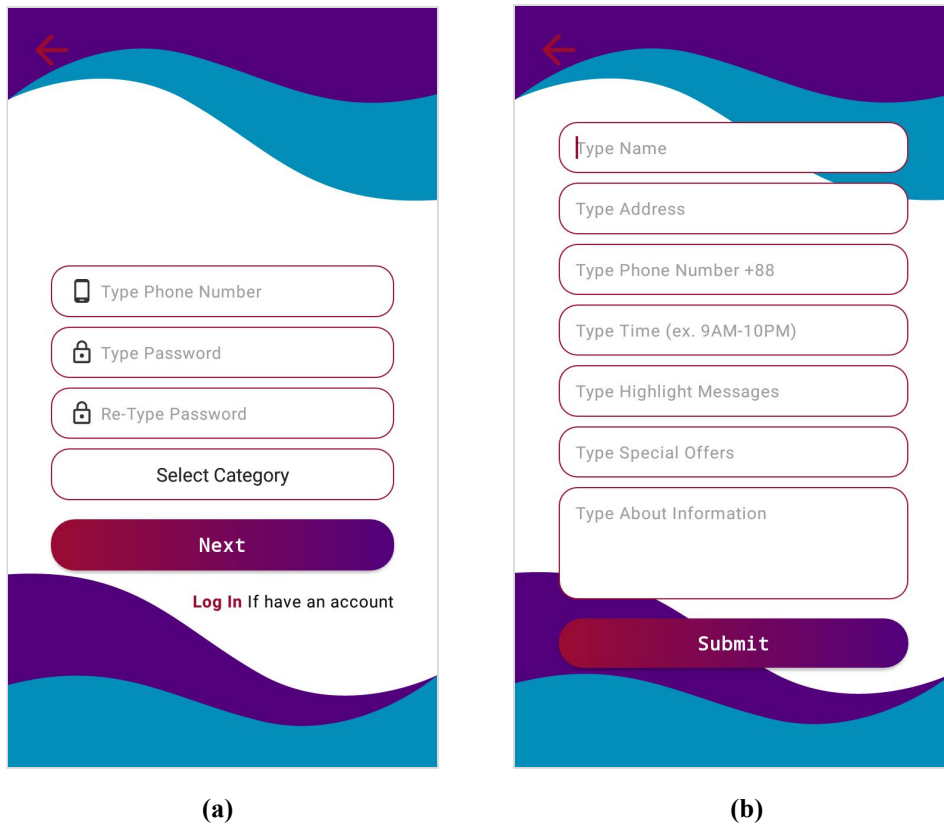 Type Phone Number
Type Password
Re-Type Password
Select Category
Next
Log In If have an account
(a)
Type Name
Type Address
Type Phone Number +88
Type Time (ex. 9AM-10PM)
Type Highlight Messages
Type Special Offers
Type About Information
Submit
(b)